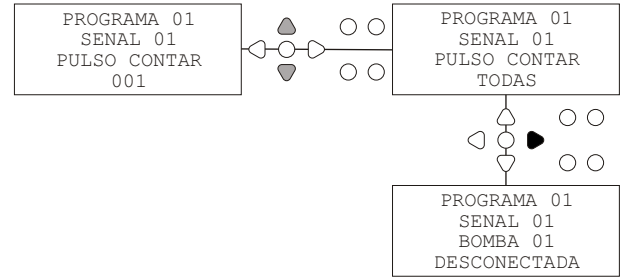 PROGRAMA 01
SENAL 01
PULSO CONTAR
001
PROGRAMA 01
SENAL 01
PULSO CONTAR
TODAS
PROGRAMA 01
SENAL 01
BOMBA 01
DESCONECTADA